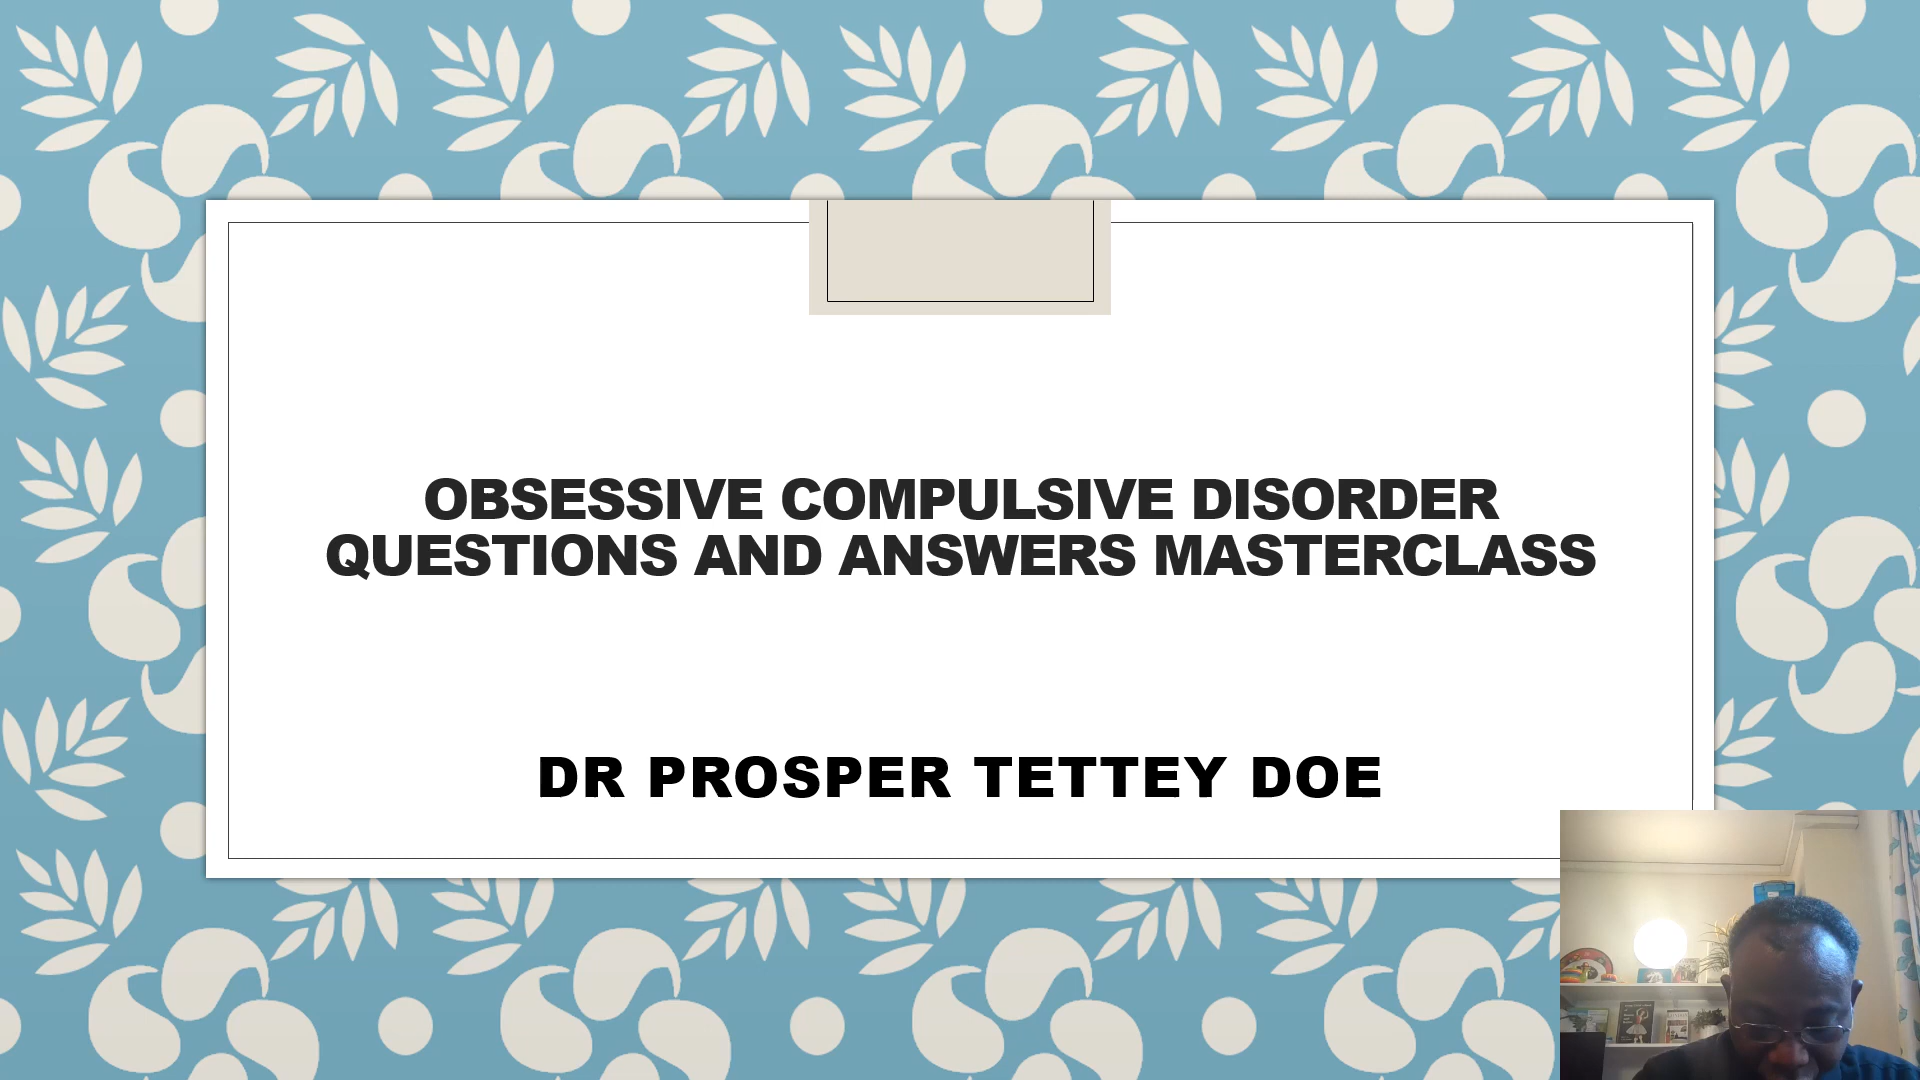 OBSESSIVE COMPULSIVE DISORDER
QUESTIONS AND ANSWERS MASTERCLASS
DR PROSPER TETTEY DOE